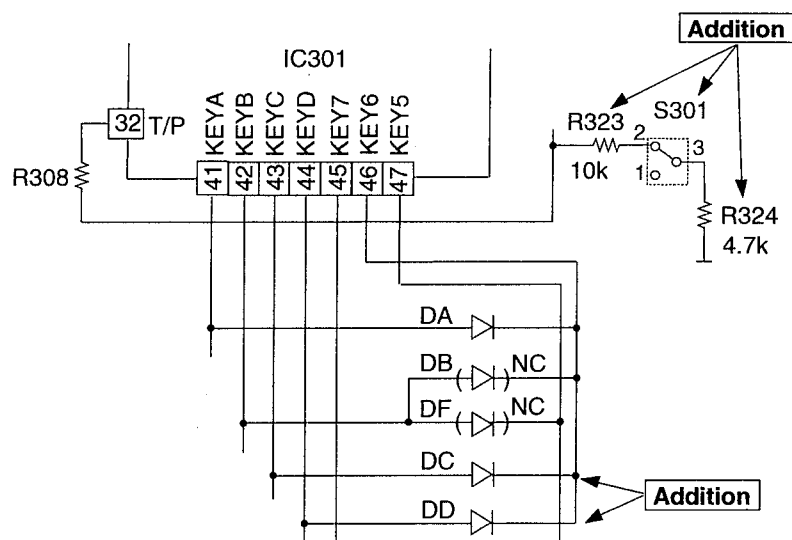 Addition
IC301
S301
R323
10k
2
3
1
R324
4.7k
32 T/P
R308
KEYA
KEYB
KEYC
KEYD
KEY7
KEY6
KEY5
41 42 43 44 45 46 47
DA
DB ( ) NC
DF ( ) NC
DC
DD
Addition